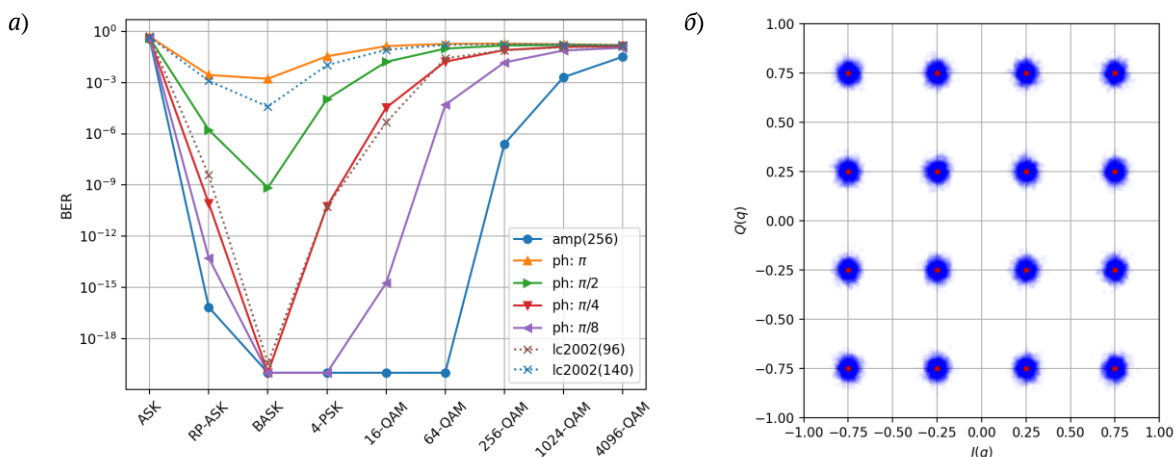 а)
10⁰
10⁻³
10⁻⁶
10⁻⁹
10⁻¹²
10⁻¹⁵
10⁻¹⁸
BER
amp(256)
ph: π
ph: π/2
ph: π/4
ph: π/8
lc2002(96)
lc2002(140)
ASK
RP-ASK
BASK
4-PSK
16-QAM
64-QAM
256-QAM
1024-QAM
4096-QAM
б)
1.00
0.75
0.50
0.25
0.00
−0.25
−0.50
−0.75
−1.00
Q(q)
−1.00 −0.75 −0.50 −0.25 0.00 0.25 0.50 0.75 1.00
I(q)